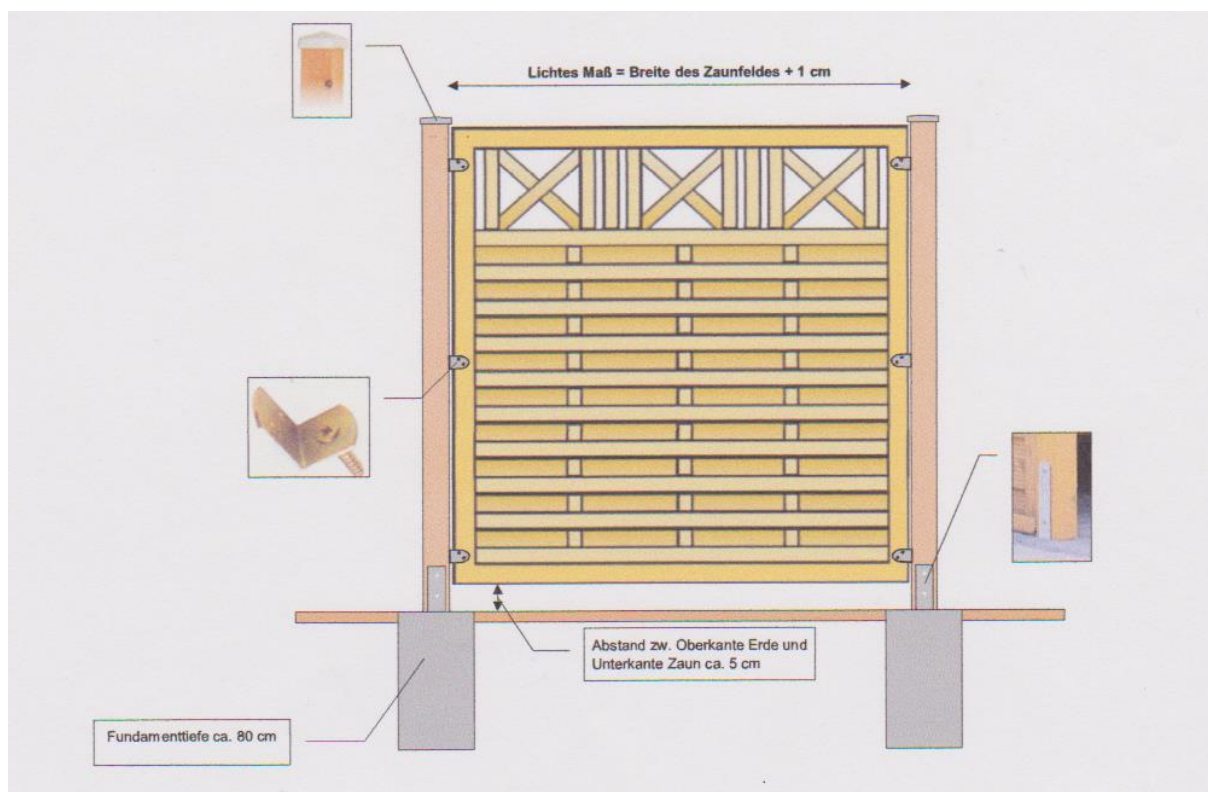 Lichtes Maß = Breite des Zaunfeldes + 1 cm
Abstand zw. Oberkante Erde und
Unterkante Zaun ca. 5 cm
Fundamenttiefe ca. 80 cm